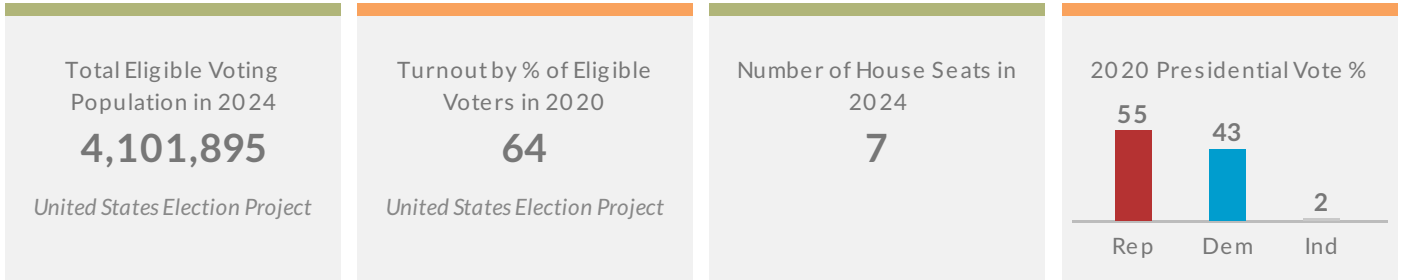 Total Eligible Voting
Population in 2024
4,101,895
United States Election Project
Turnout by % of Eligible
Voters in 2020
64
United States Election Project
Number of House Seats in
2024
7
2020 Presidential Vote %
55
43
2
Rep
Dem
Ind